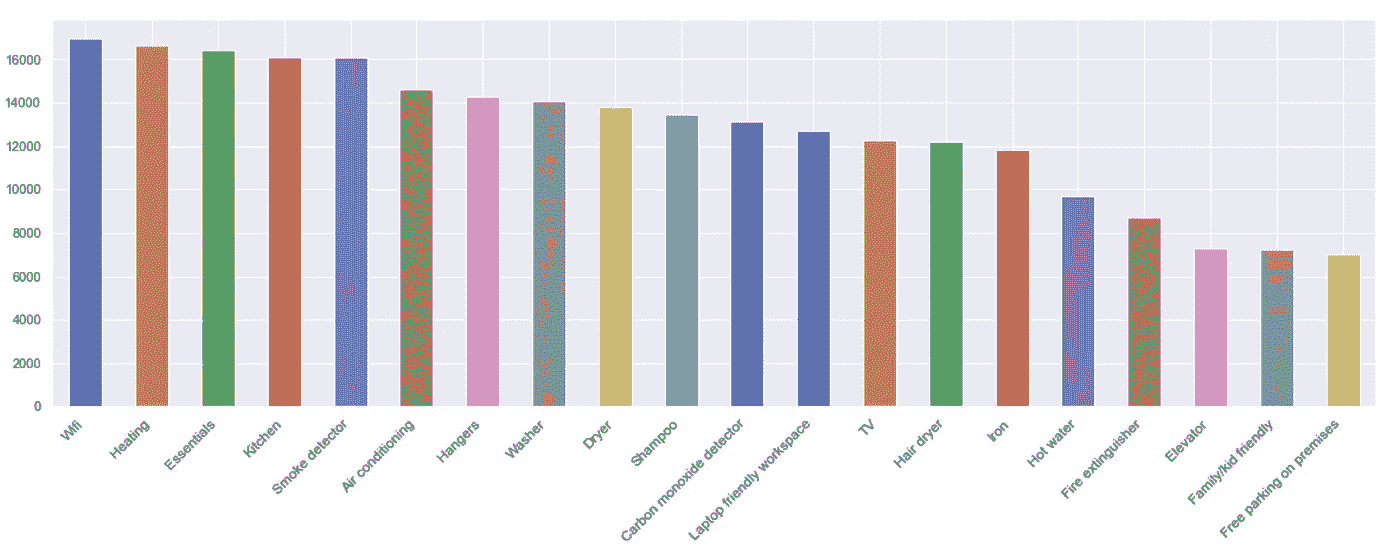 16000
14000
12000
10000
8000
6000
4000
2000
0
Wifi
Heating
Essentials
Kitchen
Smoke detector
Air conditioning
Hangers
Washer
Dryer
Shampoo
Carbon monoxide detector
Laptop friendly workspace
TV
Hair dryer
Iron
Hot water
Fire extinguisher
Elevator
Family/kid friendly
Free parking on premises